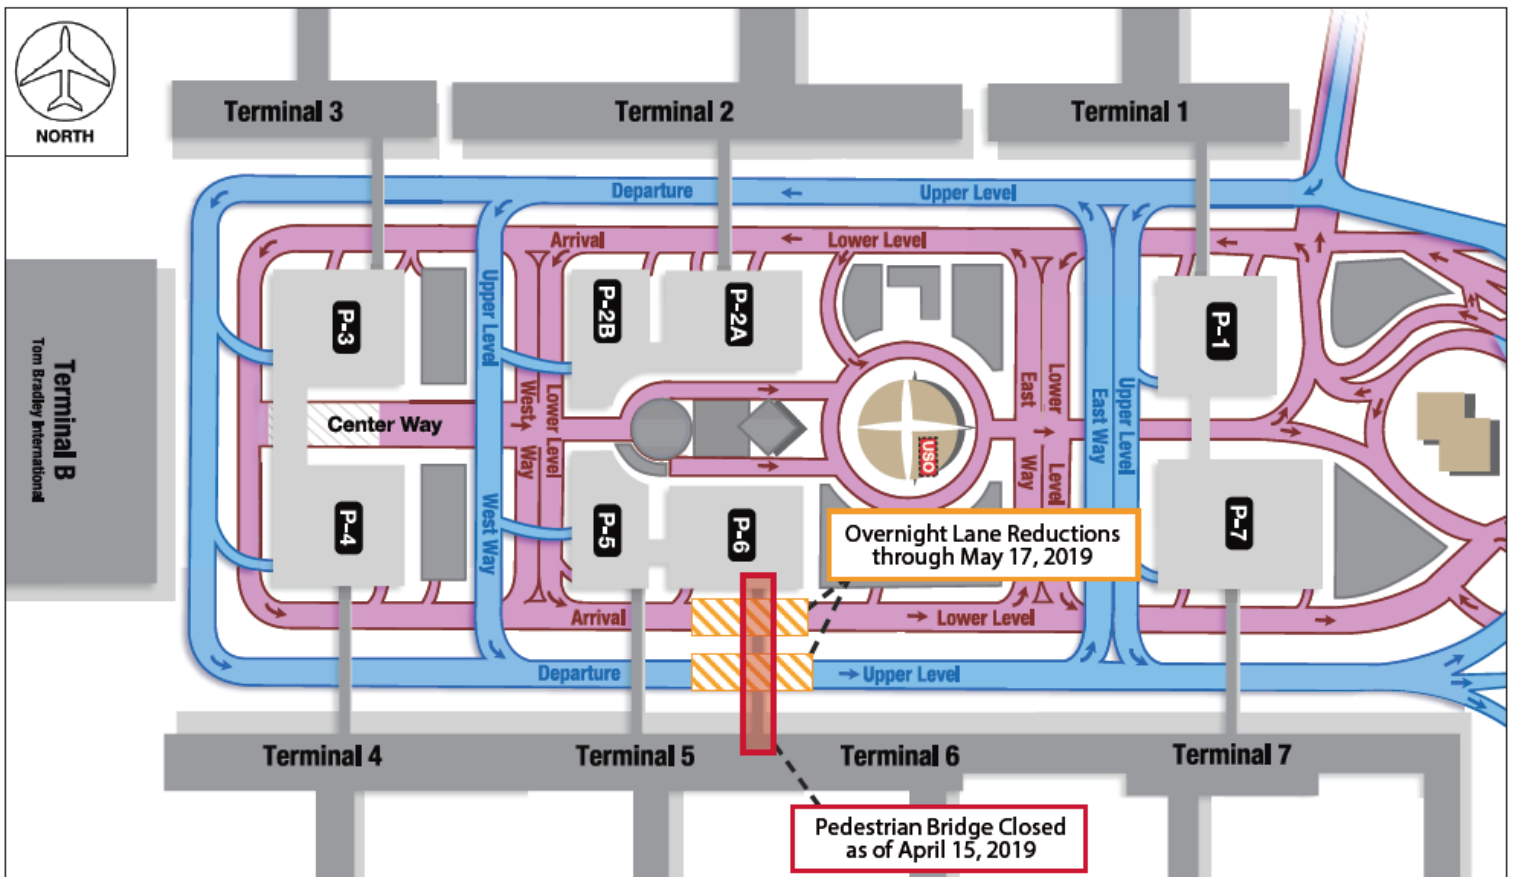 NORTH
Terminal 3
Terminal 2
Terminal 1
Departure
Upper Level
Arrival
Lower Level
Terminal B
Tom Bradley International
P-3
P-2B
P-2A
P-1
Upper Level
West Way
West Way
Lower Level
East Way
Lower Level
East Way
Upper Level
Center Way
USO
P-4
P-5
P-6
P-7
Overnight Lane Reductions
through May 17, 2019
Arrival
Lower Level
Departure
Upper Level
Terminal 4
Terminal 5
Terminal 6
Terminal 7
Pedestrian Bridge Closed
as of April 15, 2019